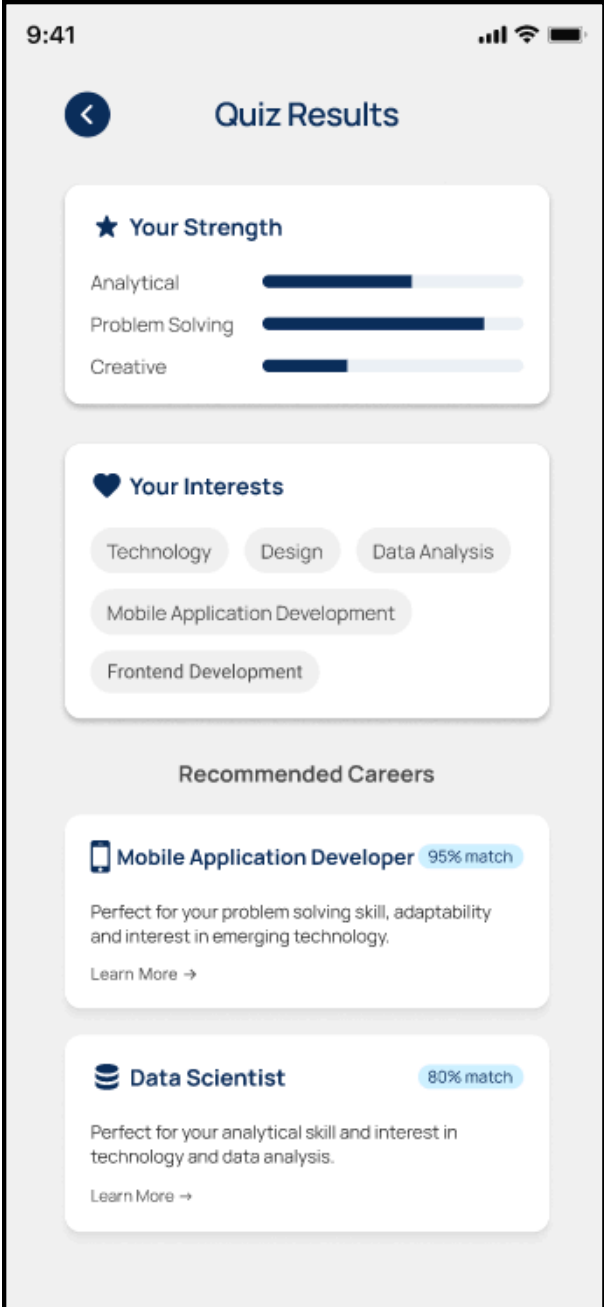 9:41
Quiz Results
Your Strength
Analytical
Problem Solving
Creative
Your Interests
Technology
Design
Data Analysis
Mobile Application Development
Frontend Development
Recommended Careers
Mobile Application Developer 95% match
Perfect for your problem solving skill, adaptability
and interest in emerging technology.
Learn More →
Data Scientist 80% match
Perfect for your analytical skill and interest in
technology and data analysis.
Learn More →